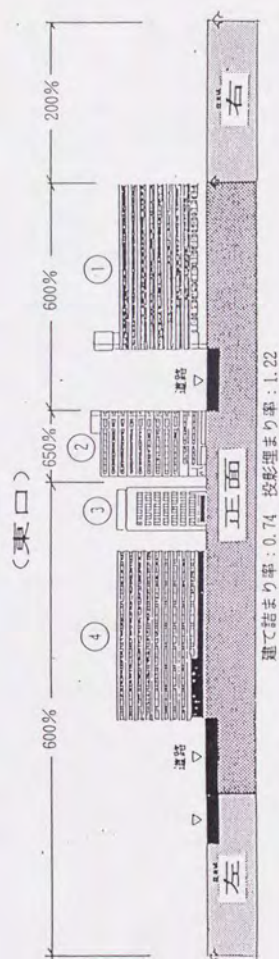 (東口)
600%
650%
600%
200%
④
③
②
①
道路
道路
左
正面
右
建て詰まり率：0.74 投影埋まり率：1.22